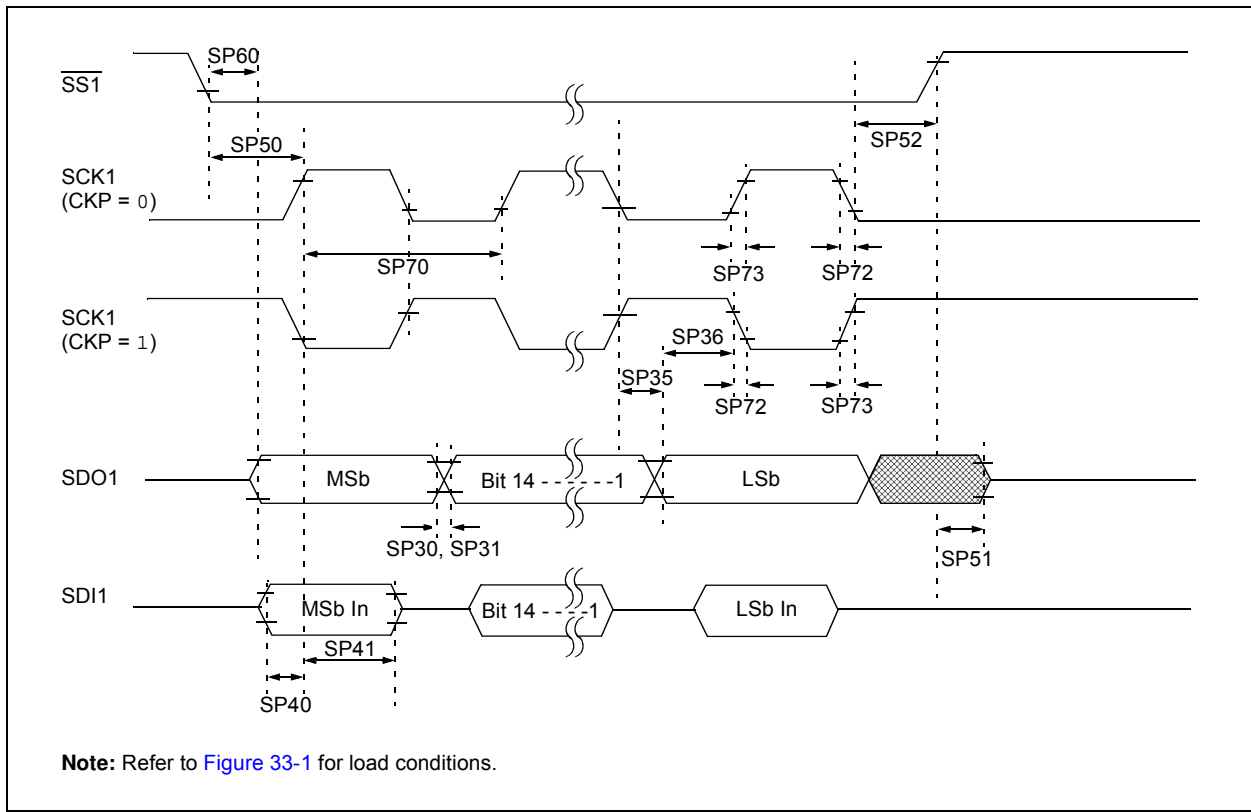 SP60
SS1
SP50
SP52
SCK1
(CKP = 0)
SP70
SP73
SP72
SCK1
(CKP = 1)
SP36
SP35
SP72
SP73
SDO1
MSb
Bit 14 - - - - - -1
LSb
SP30, SP31
SP51
SDI1
MSb In
Bit 14 - - - -1
LSb In
SP41
SP40
Note: Refer to Figure 33-1 for load conditions.